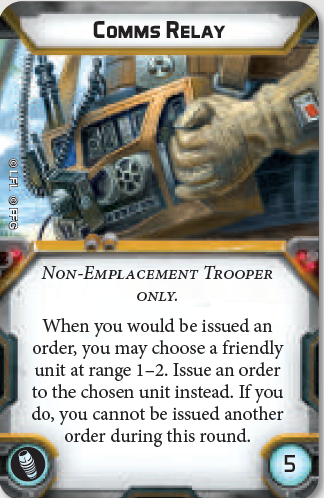 COMMS RELAY
© LFL © FFG
NON-EMPLACEMENT TROOPER
ONLY.
When you would be issued an
order, you may choose a friendly
unit at range 1–2. Issue an order
to the chosen unit instead. If you
do, you cannot be issued another
order during this round.
5